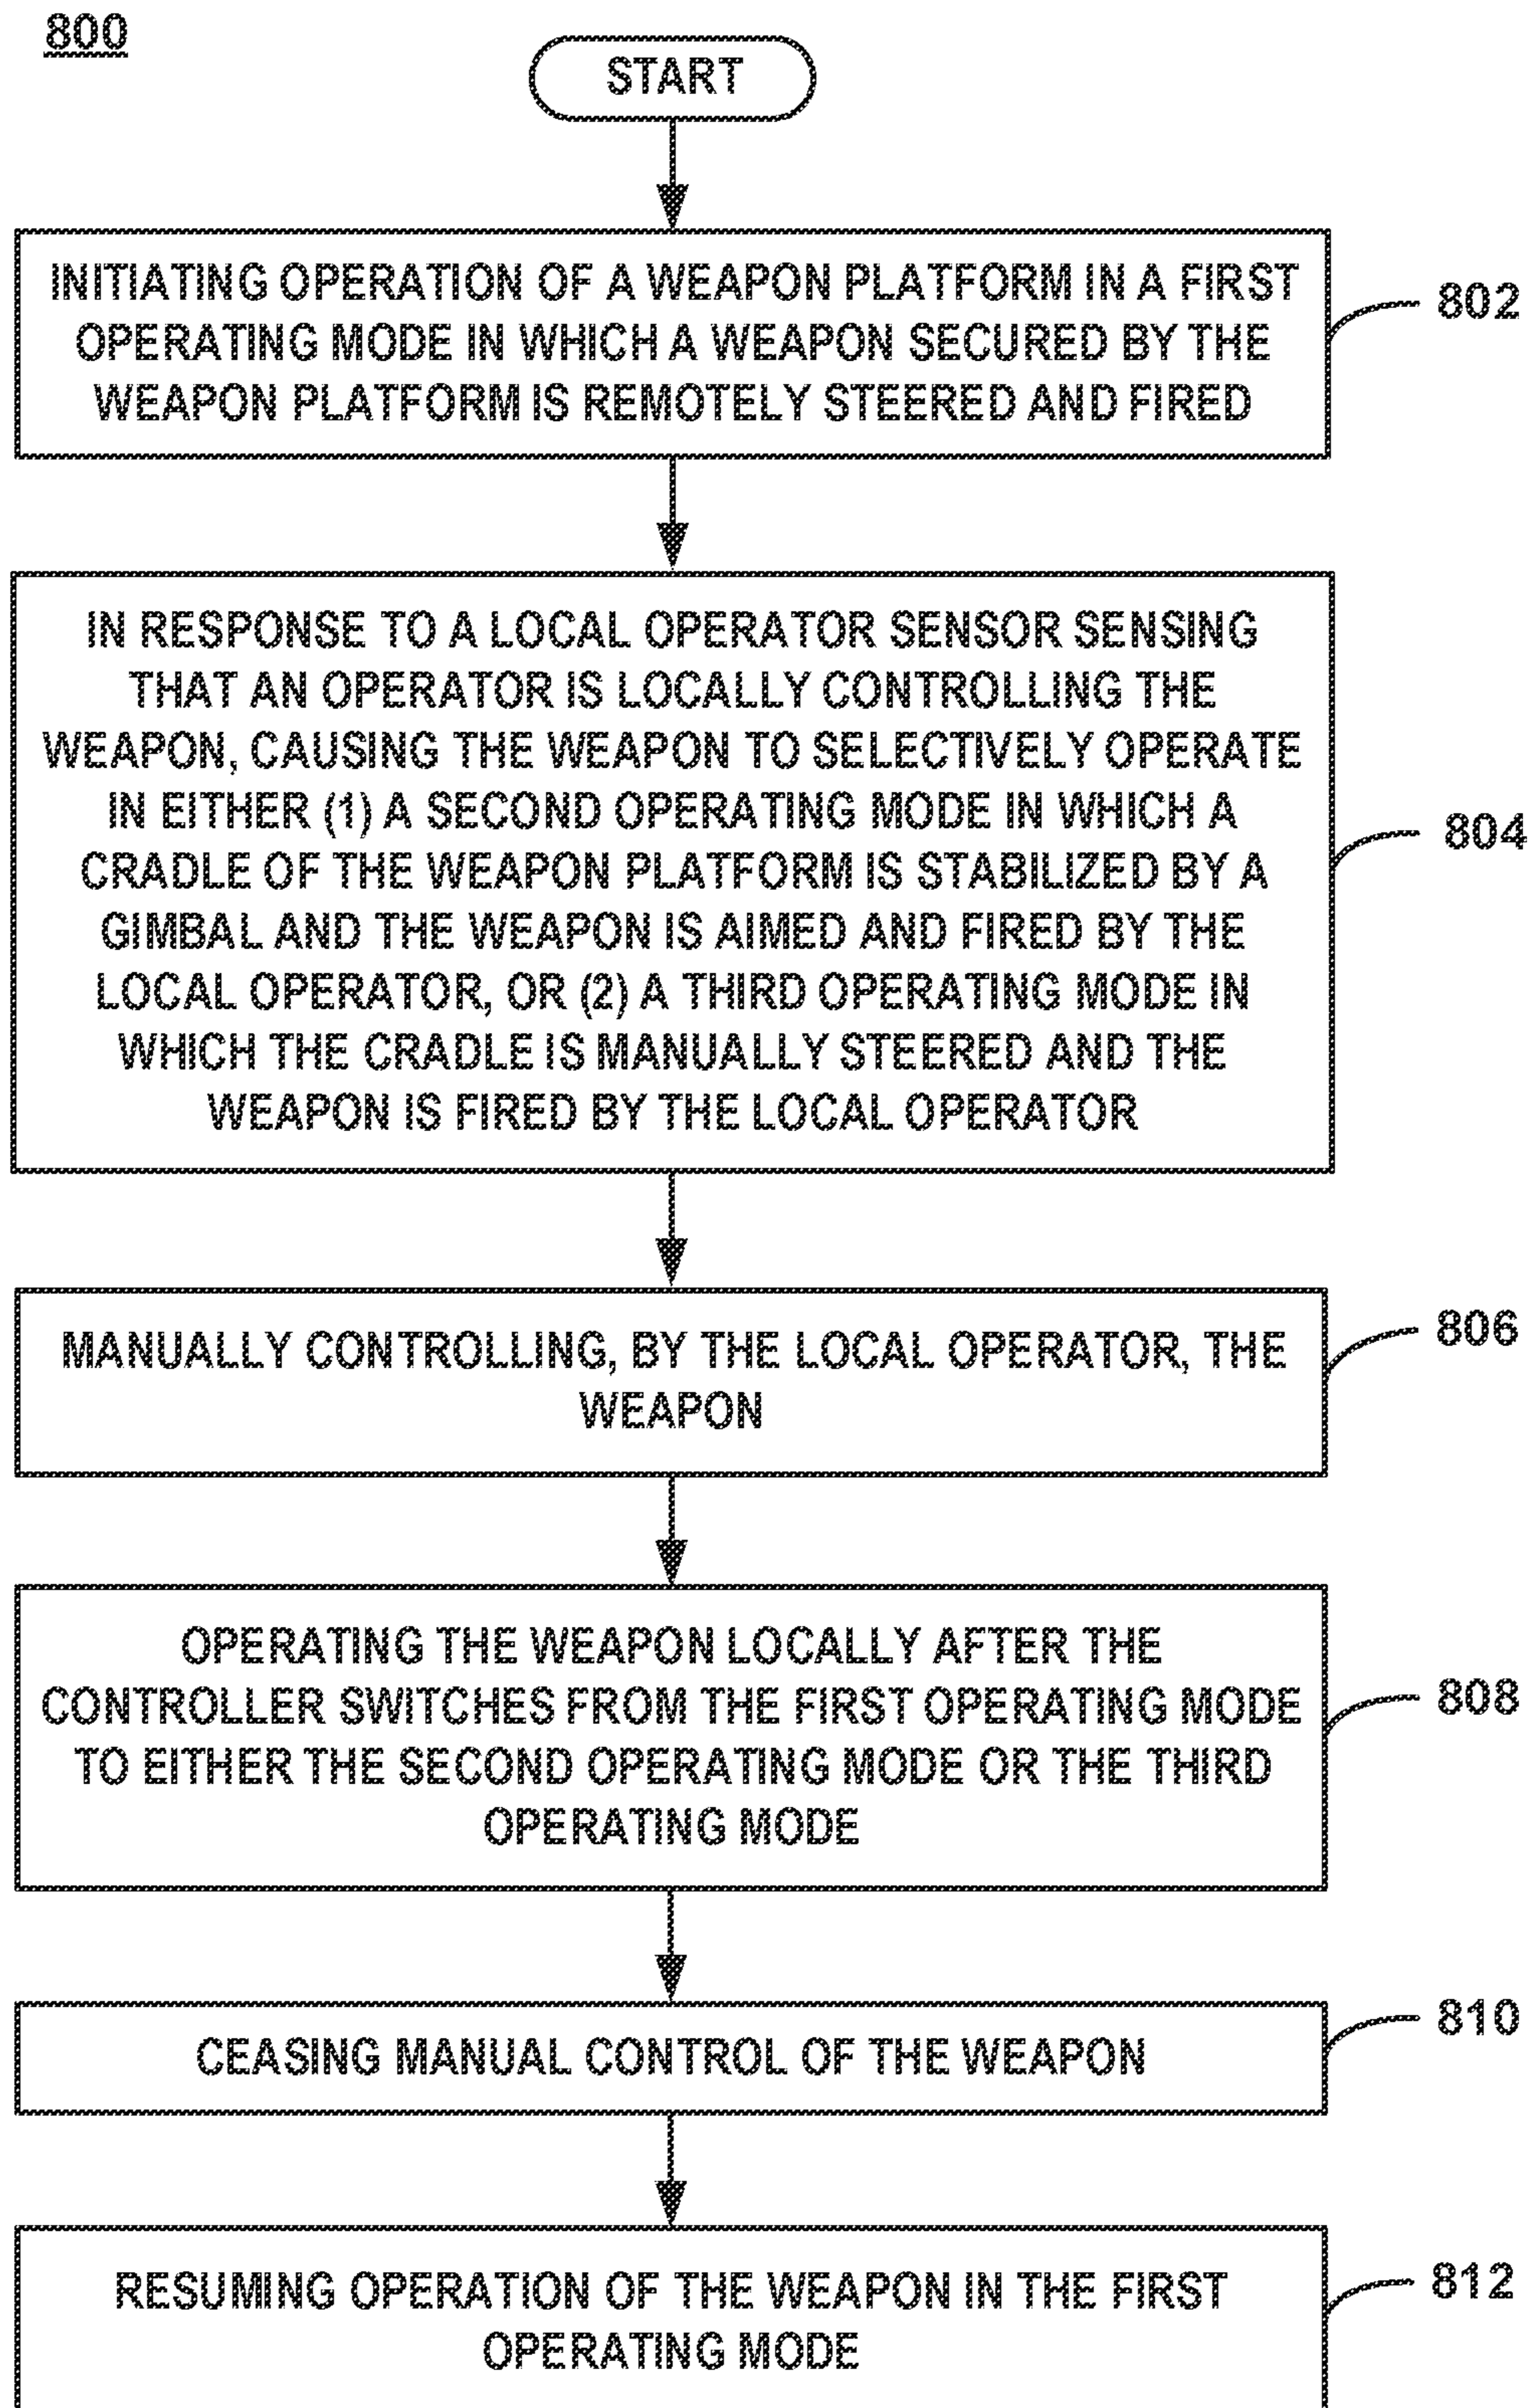 800
START
INITIATING OPERATION OF A WEAPON PLATFORM IN A FIRST
OPERATING MODE IN WHICH A WEAPON SECURED BY THE
WEAPON PLATFORM IS REMOTELY STEERED AND FIRED
802
IN RESPONSE TO A LOCAL OPERATOR SENSOR SENSING
THAT AN OPERATOR IS LOCALLY CONTROLLING THE
WEAPON, CAUSING THE WEAPON TO SELECTIVELY OPERATE
IN EITHER (1) A SECOND OPERATING MODE IN WHICH A
CRADLE OF THE WEAPON PLATFORM IS STABILIZED BY A
GIMBAL AND THE WEAPON IS AIMED AND FIRED BY THE
LOCAL OPERATOR, OR (2) A THIRD OPERATING MODE IN
WHICH THE CRADLE IS MANUALLY STEERED AND THE
WEAPON IS FIRED BY THE LOCAL OPERATOR
804
MANUALLY CONTROLLING, BY THE LOCAL OPERATOR, THE
WEAPON
806
OPERATING THE WEAPON LOCALLY AFTER THE
CONTROLLER SWITCHES FROM THE FIRST OPERATING MODE
TO EITHER THE SECOND OPERATING MODE OR THE THIRD
OPERATING MODE
808
CEASING MANUAL CONTROL OF THE WEAPON
810
RESUMING OPERATION OF THE WEAPON IN THE FIRST
OPERATING MODE
812